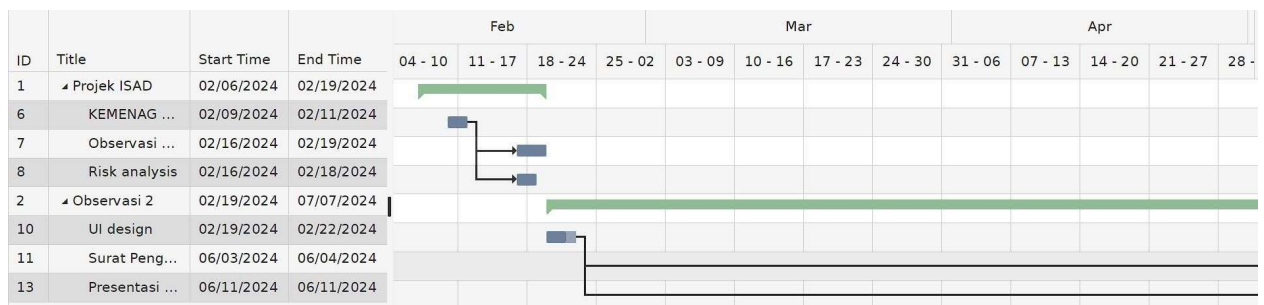 Feb Mar Apr
ID Title Start Time End Time 04 - 10 11 - 17 18 - 24 25 - 02 03 - 09 10 - 16 17 - 23 24 - 30 31 - 06 07 - 13 14 - 20 21 - 27 28 -
1 Projek ISAD 02/06/2024 02/19/2024
6 KEMENAG ... 02/09/2024 02/11/2024
7 Observasi ... 02/16/2024 02/19/2024
8 Risk analysis 02/16/2024 02/18/2024
2 Observasi 2 02/19/2024 07/07/2024
10 UI design 02/19/2024 02/22/2024
11 Surat Peng... 06/03/2024 06/04/2024
13 Presentasi ... 06/11/2024 06/11/2024